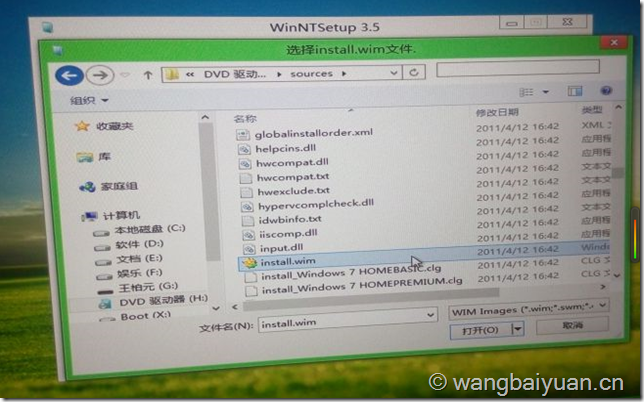 WinNTSetup 3.5
选择install.wim文件.
« DVD 驱动... ▸ sources ▸
组织
名称 修改日期 类型
收藏夹
库
家庭组
计算机
本地磁盘 (C:)
软件 (D:)
文档 (E:)
娱乐 (F:)
王柏元 (G:)
DVD 驱动器 (H:)
Boot (X:)
globalinstallorder.xml 2011/4/12 16:42 XML
helpcins.dll 2011/4/12 16:42 应用程
hwcompat.dll 2011/4/12 16:42 应用程
hwcompat.txt 2011/4/12 16:42 文本文
hwexclude.txt 2011/4/12 16:42 文本文
hypervcomplcheck.dll 2011/4/12 16:42 应用程
idwbinfo.txt 2011/4/12 16:42 文本文
iiscomp.dll 2011/4/12 16:42 应用程
input.dll 2011/4/12 16:42 应用程
install.wim 2011/4/12 16:42 Windo
install_Windows 7 HOMEBASIC.clg 2011/4/12 16:42 CLG
install_Windows 7 HOMEPREMIUM.clg 2011/4/12 16:42 CLG
文件名(N): install.wim WIM Images (*.wim;*.swm;*.
打开(O) 取消
© wangbaiyuan.cn